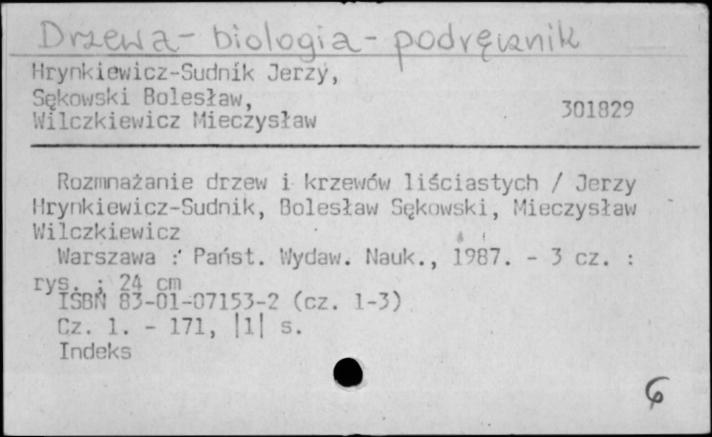 Drzewa - biologia - podręcznik
Hrynkiewicz-Sudnik Jerzy,
Sękowski Bolesław,
301829
Wilczkiewicz Mieczysław
Rozmnażanie drzew i krzewów liściastych / Jerzy
Hrynkiewicz-Sudnik, Bolesław Sękowski, Mieczysław
Wilczkiewicz
Warszawa : Państ. Wydaw. Nauk., 1987. - 3 cz. :
rys. ; 24 cm
ISBN 83-01-07153-2 (cz. 1-3)
Cz. 1. - 171, |1| s.
Indeks
6